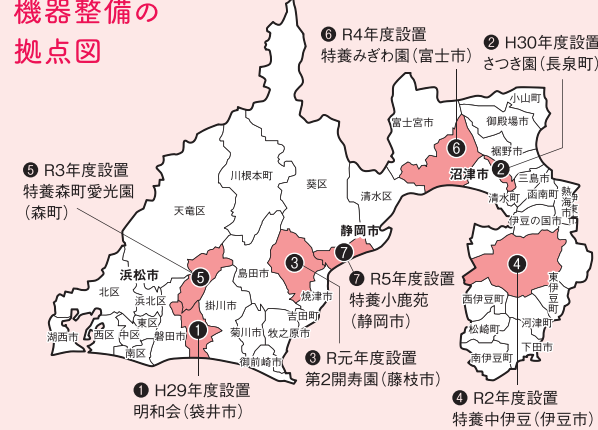 機器整備の
拠点図
❻ R4年度設置
特養みぎわ園（富士市）
❷ H30年度設置
さつき園（長泉町）
小山町
御殿場市
富士宮市
裾野市
❻
沼津市
❷
三島市
函南町
清水町
熱海市
伊東市
伊豆の国市
❺ R3年度設置
特養森町愛光園
（森町）
川根本町
葵区
清水区
天竜区
静岡市
❼
浜松市
島田市
❸
❺
❹
❼ R5年度設置
特養小鹿苑
（静岡市）
北区
浜北区
掛川市
焼津市
吉田町
東伊豆町
西伊豆町
東区
❶
菊川市
牧之原市
河津町
松崎町
湖西市
西区
中区
磐田市
南区
御前崎市
下田市
南伊豆町
❸ R元年度設置
第2開寿園（藤枝市）
❶ H29年度設置
明和会（袋井市）
❹ R2年度設置
特養中伊豆（伊豆市）